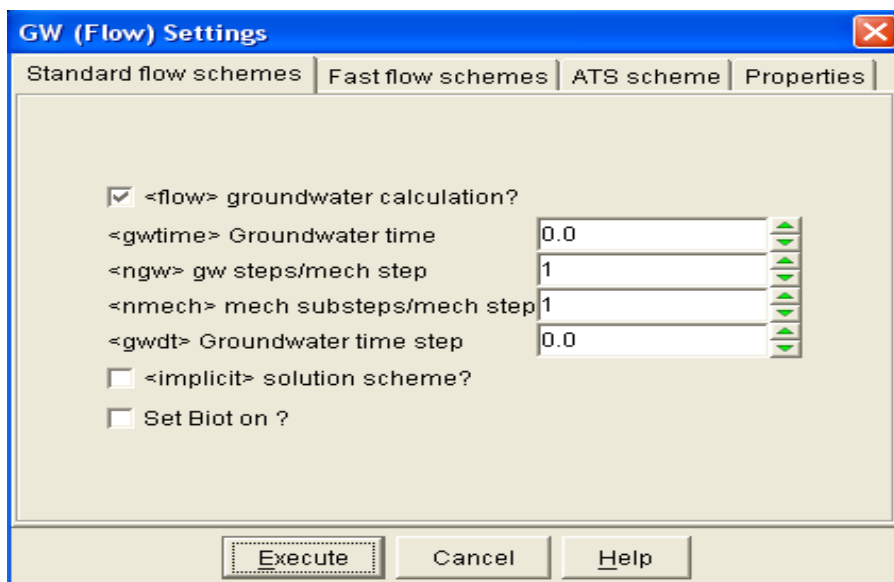 GW (Flow) Settings
Standard flow schemes Fast flow schemes ATS scheme Properties
<flow> groundwater calculation?
<gwtime> Groundwater time 0.0
<ngw> gw steps/mech step 1
<nmech> mech substeps/mech step 1
<gwdt> Groundwater time step 0.0
<implicit> solution scheme?
Set Biot on ?
Execute Cancel Help